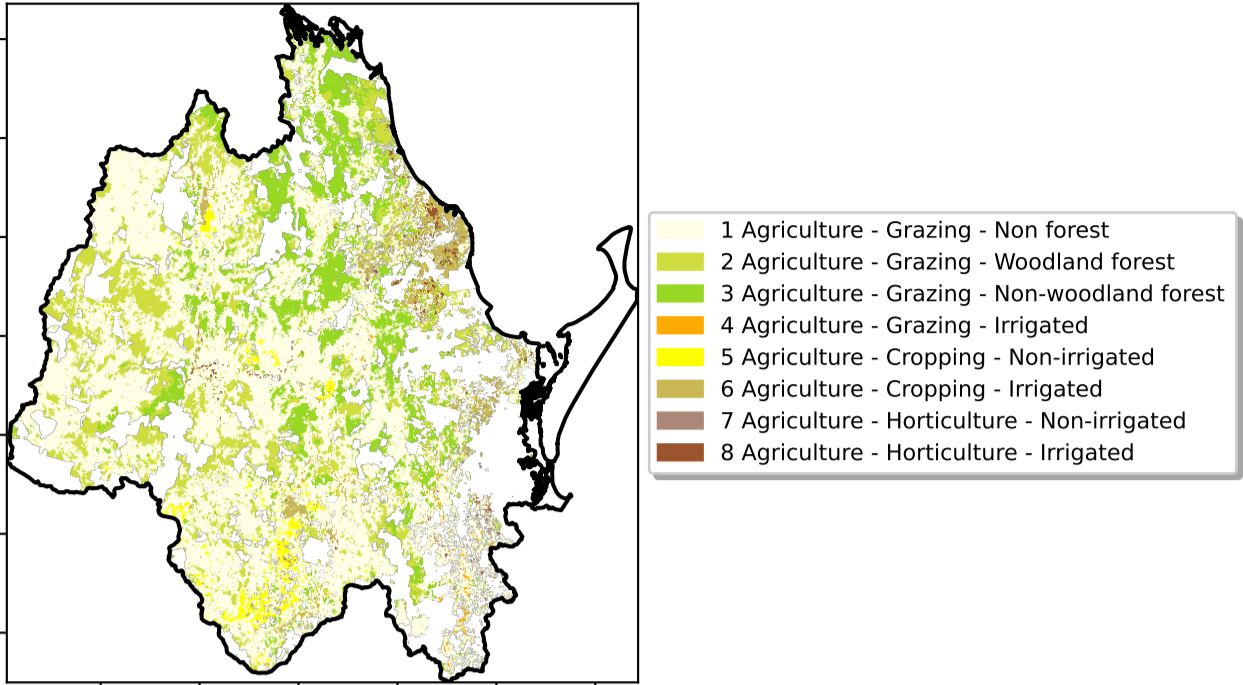 1 Agriculture - Grazing - Non forest
2 Agriculture - Grazing - Woodland forest
3 Agriculture - Grazing - Non-woodland forest
4 Agriculture - Grazing - Irrigated
5 Agriculture - Cropping - Non-irrigated
6 Agriculture - Cropping - Irrigated
7 Agriculture - Horticulture - Non-irrigated
8 Agriculture - Horticulture - Irrigated